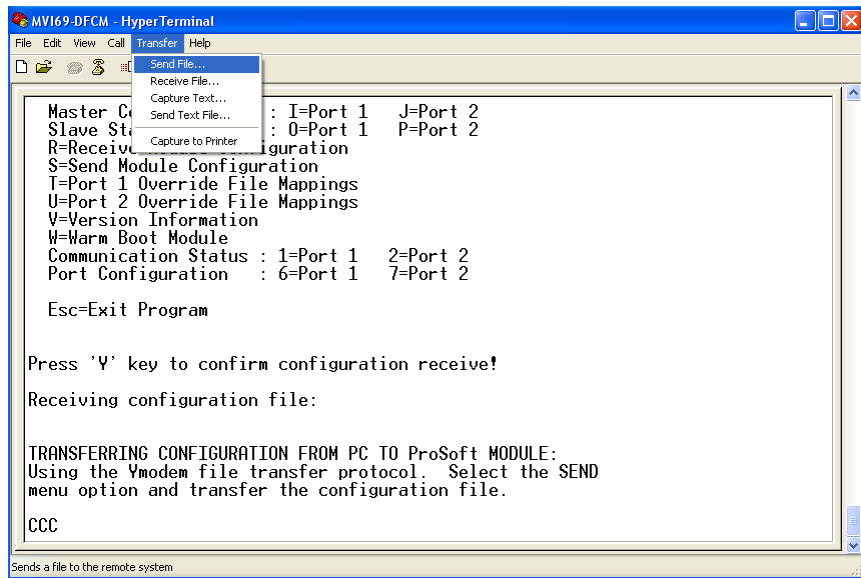 MVI69-DFCM - HyperTerminal
File Edit View Call Transfer Help
Send File...
Receive File...
Capture Text...
Send Text File...
Capture to Printer
Master C : I=Port 1 J=Port 2
Slave Sta : O=Port 1 P=Port 2
R=Receiv iguration
S=Send Module Configuration
T=Port 1 Override File Mappings
U=Port 2 Override File Mappings
V=Version Information
W=Warm Boot Module
Communication Status : 1=Port 1 2=Port 2
Port Configuration : 6=Port 1 7=Port 2
Esc=Exit Program
Press 'Y' key to confirm configuration receive!
Receiving configuration file:
TRANSFERRING CONFIGURATION FROM PC TO ProSoft MODULE:
Using the Ymodem file transfer protocol. Select the SEND
menu option and transfer the configuration file.
CCC
Sends a file to the remote system